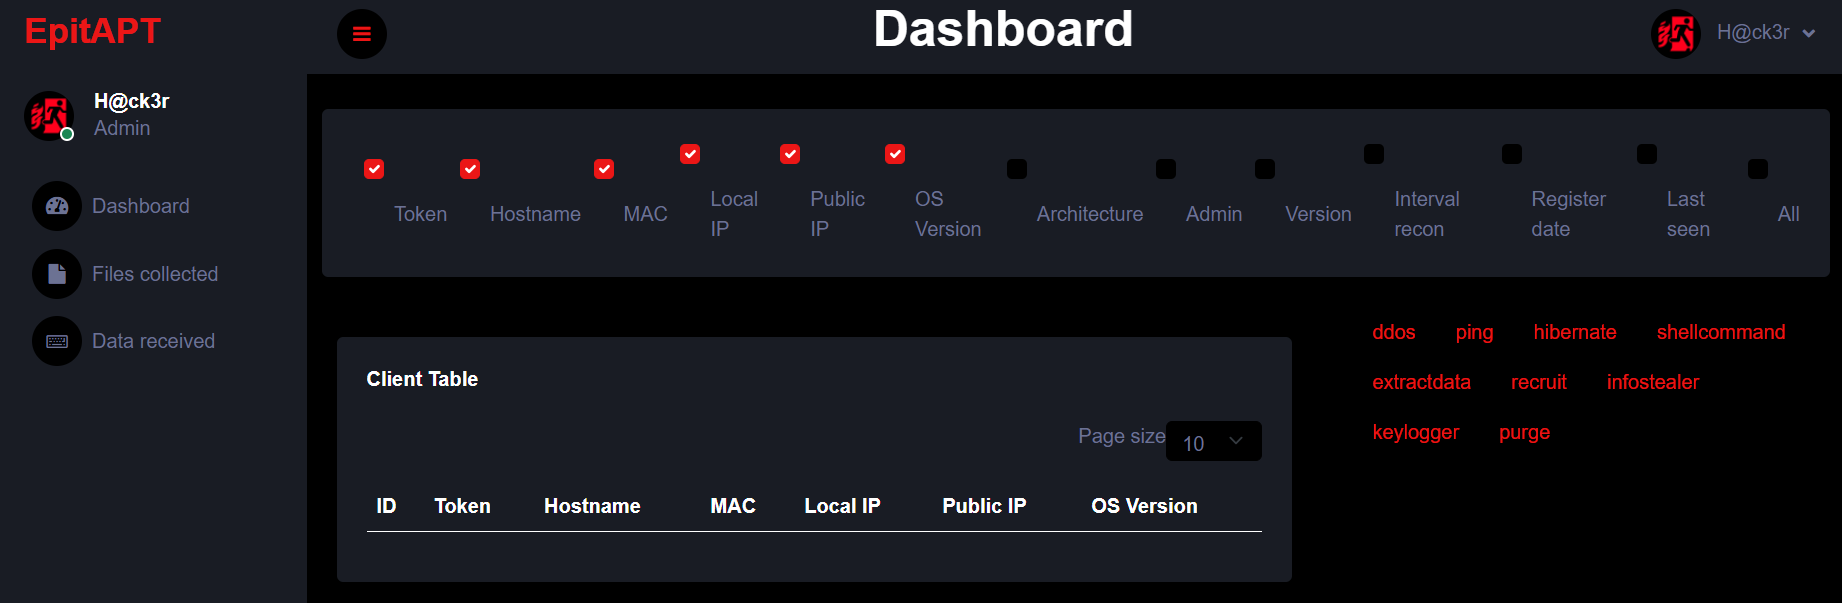 EpitAPT
Dashboard
H@ck3r
H@ck3r
Admin
Dashboard
Files collected
Data received
Token
Hostname
MAC
Local
IP
Public
IP
OS
Version
Architecture
Admin
Version
Interval
recon
Register
date
Last
seen
All
ddos ping hibernate shellcommand
extractdata recruit infostealer
keylogger purge
Client Table
Page size 10
ID Token Hostname MAC Local IP Public IP OS Version